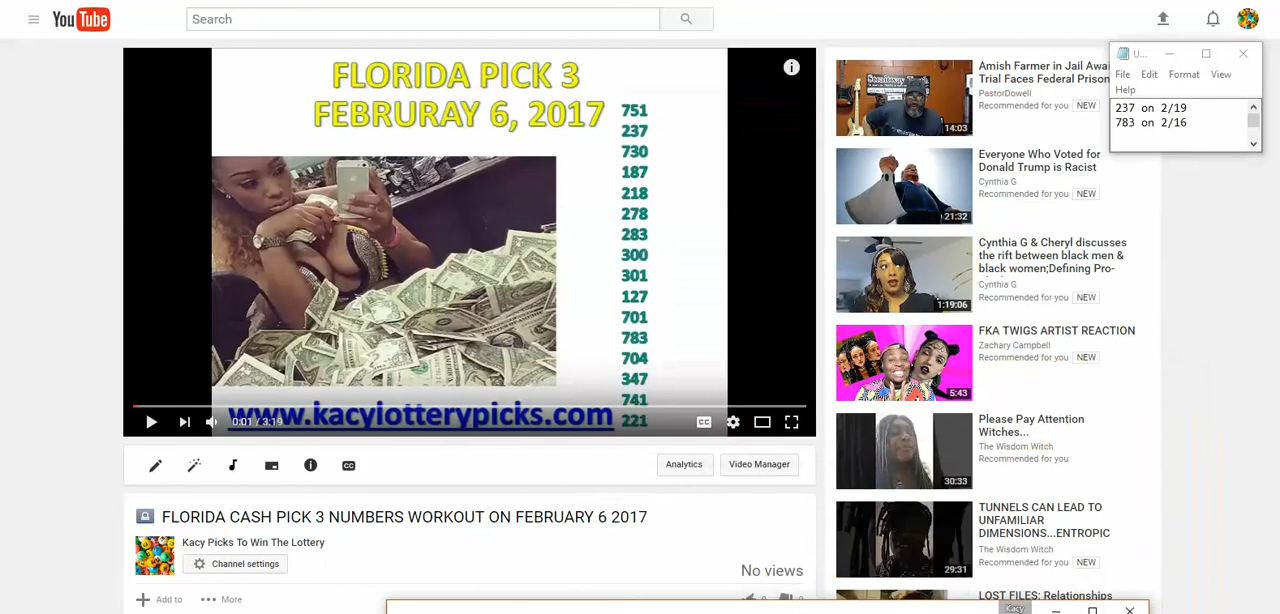 YouTube
Search
FLORIDA PICK 3
FEBRURAY 6, 2017
751
237
730
187
218
278
283
300
301
127
701
783
704
347
741
221
www.kacylotterypicks.com
0:01 / 3:19
CC
CC
Analytics
Video Manager
FLORIDA CASH PICK 3 NUMBERS WORKOUT ON FEBRUARY 6 2017
Kacy Picks To Win The Lottery
Channel settings
No views
Add to
More
Amish Farmer in Jail Awai
Trial Faces Federal Prison
PastorDowell
Recommended for you NEW
14:03
Everyone Who Voted for
Donald Trump is Racist
Cynthia G
Recommended for you NEW
21:32
Cynthia G & Cheryl discusses
the rift between black men &
black women;Defining Pro-
Cynthia G
Recommended for you NEW
1:19:06
FKA TWIGS ARTIST REACTION
Zachary Campbell
Recommended for you NEW
5:43
Please Pay Attention
Witches...
The Wisdom Witch
Recommended for you
30:33
TUNNELS CAN LEAD TO
UNFAMILIAR
DIMENSIONS...ENTROPIC
The Wisdom Witch
Recommended for you NEW
29:31
LOST FILES: Relationships
U...
File Edit Format View
Help
237 on 2/19
783 on 2/16
Kacy